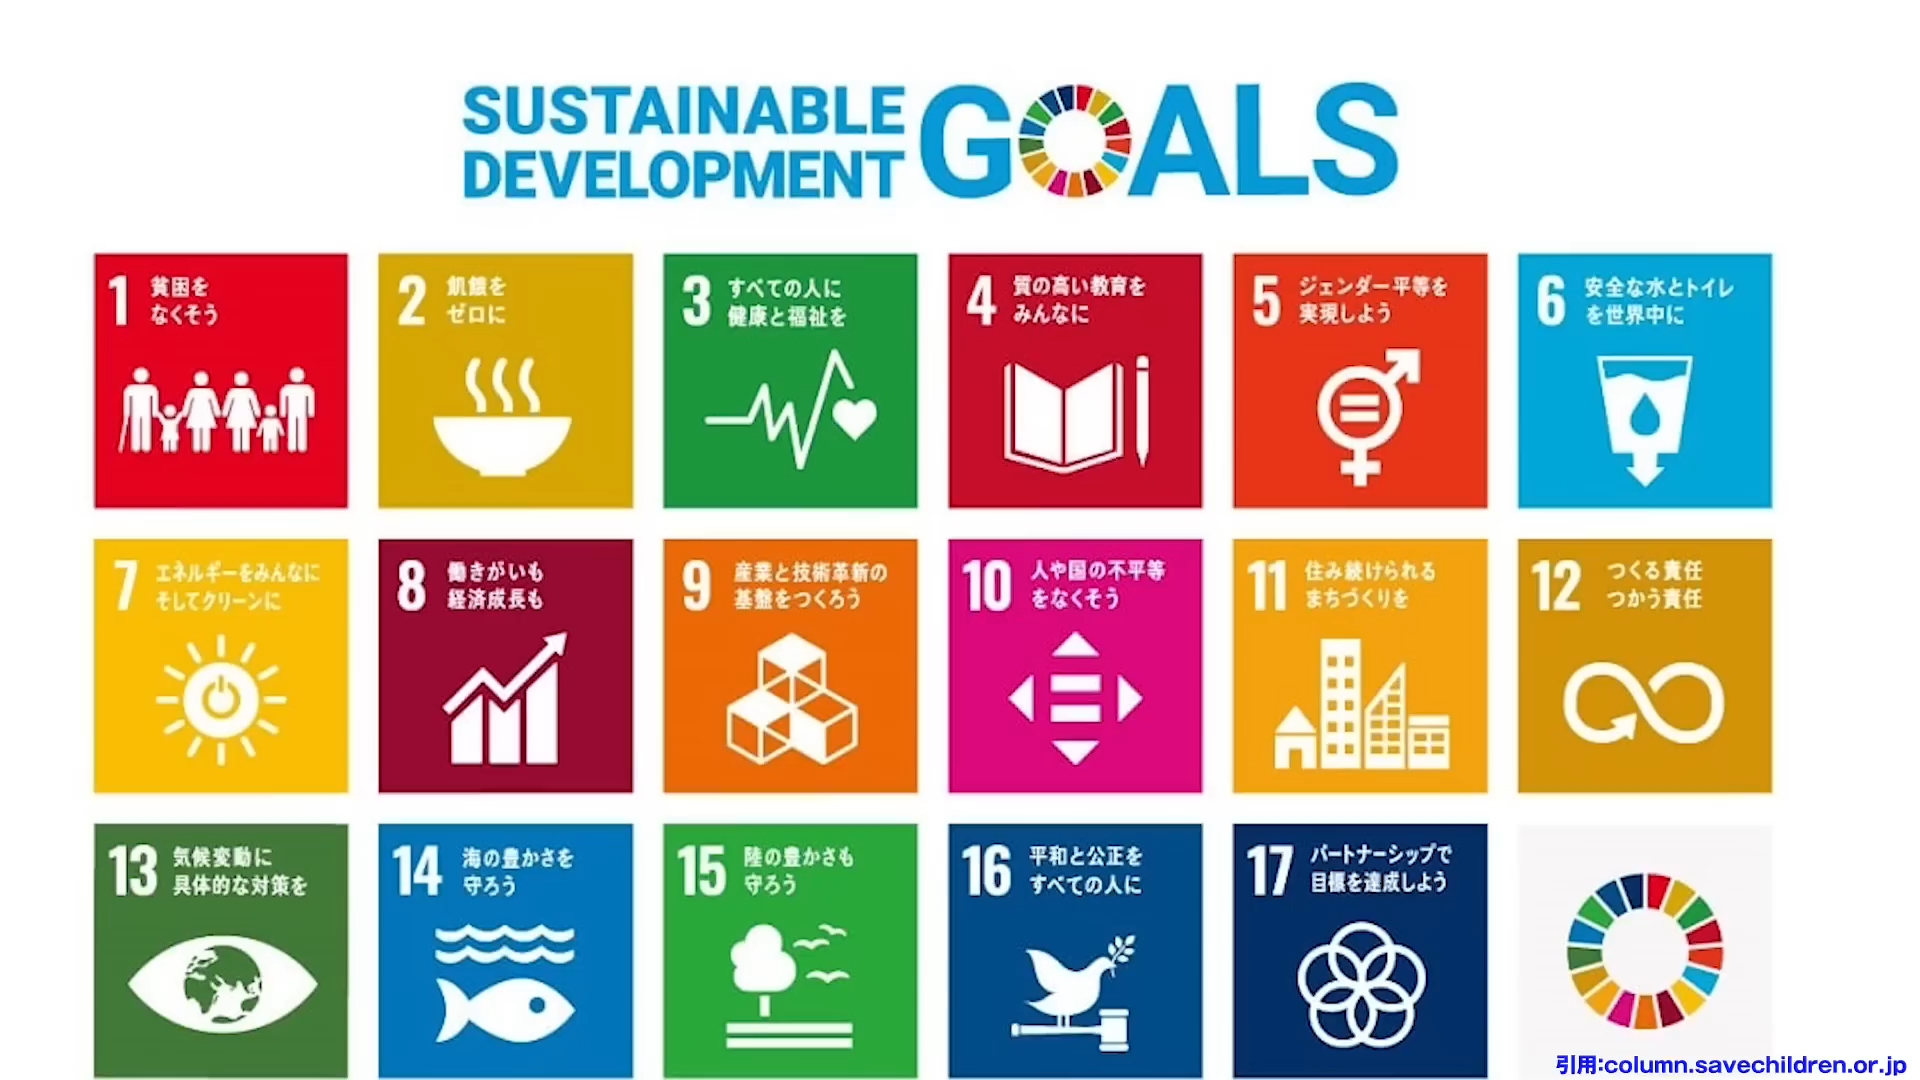 SUSTAINABLE
DEVELOPMENT
GOALS
1 貧困を
なくそう
2 飢餓を
ゼロに
3 すべての人に
健康と福祉を
4 質の高い教育を
みんなに
5 ジェンダー平等を
実現しよう
6 安全な水とトイレ
を世界中に
7 エネルギーをみんなに
そしてクリーンに
8 働きがいも
経済成長も
9 産業と技術革新の
基盤をつくろう
10 人や国の不平等
をなくそう
11 住み続けられる
まちづくりを
12 つくる責任
つかう責任
13 気候変動に
具体的な対策を
14 海の豊かさを
守ろう
15 陸の豊かさも
守ろう
16 平和と公正を
すべての人に
17 パートナーシップで
目標を達成しよう
引用:column.savechildren.or.jp